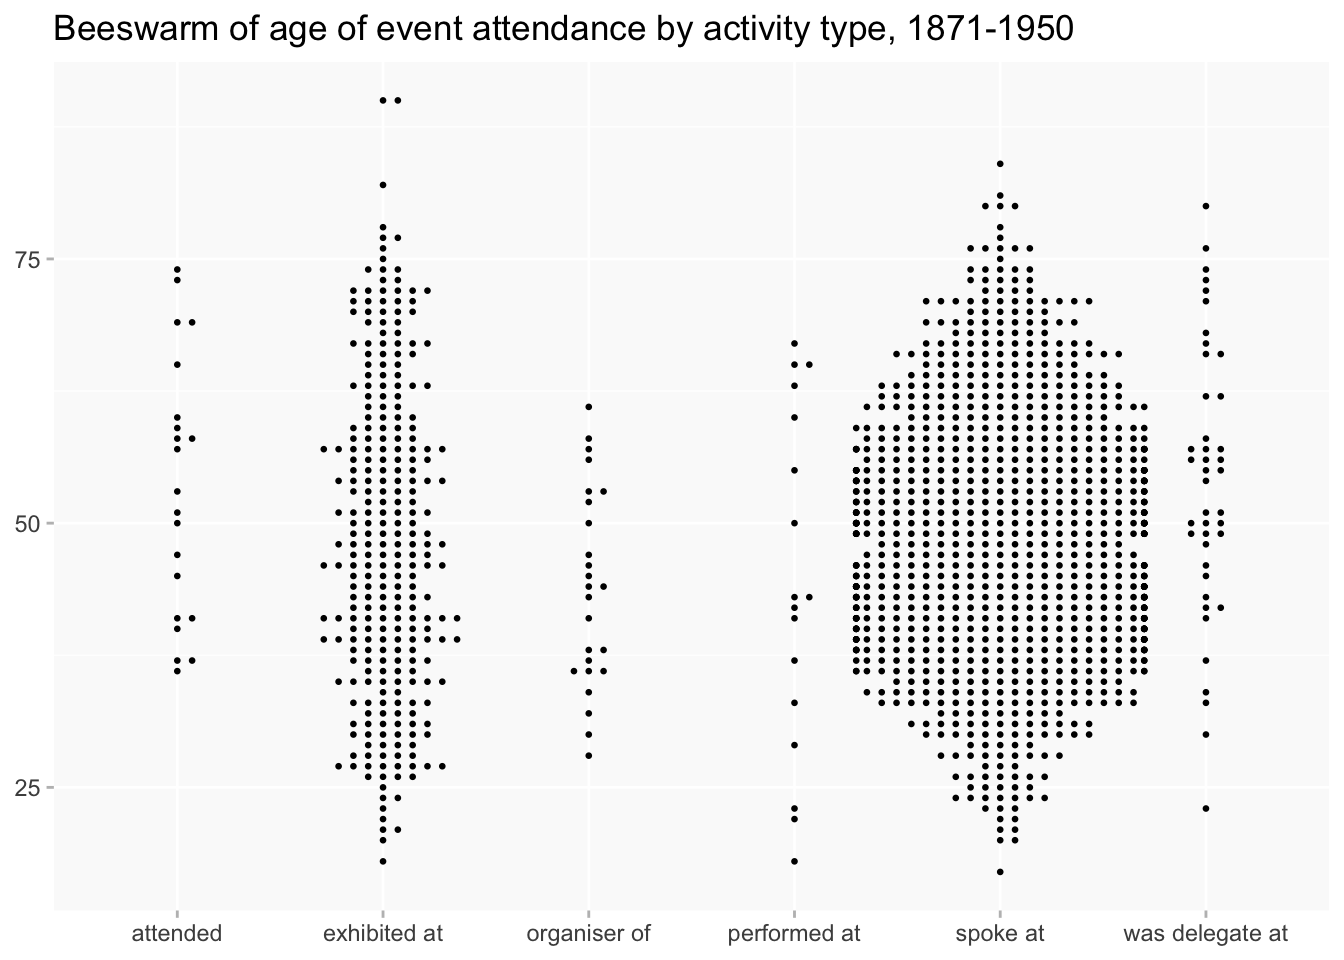 Beeswarm of age of event attendance by activity type, 1871-1950
75
50
25
attended exhibited at organiser of performed at spoke at was delegate at